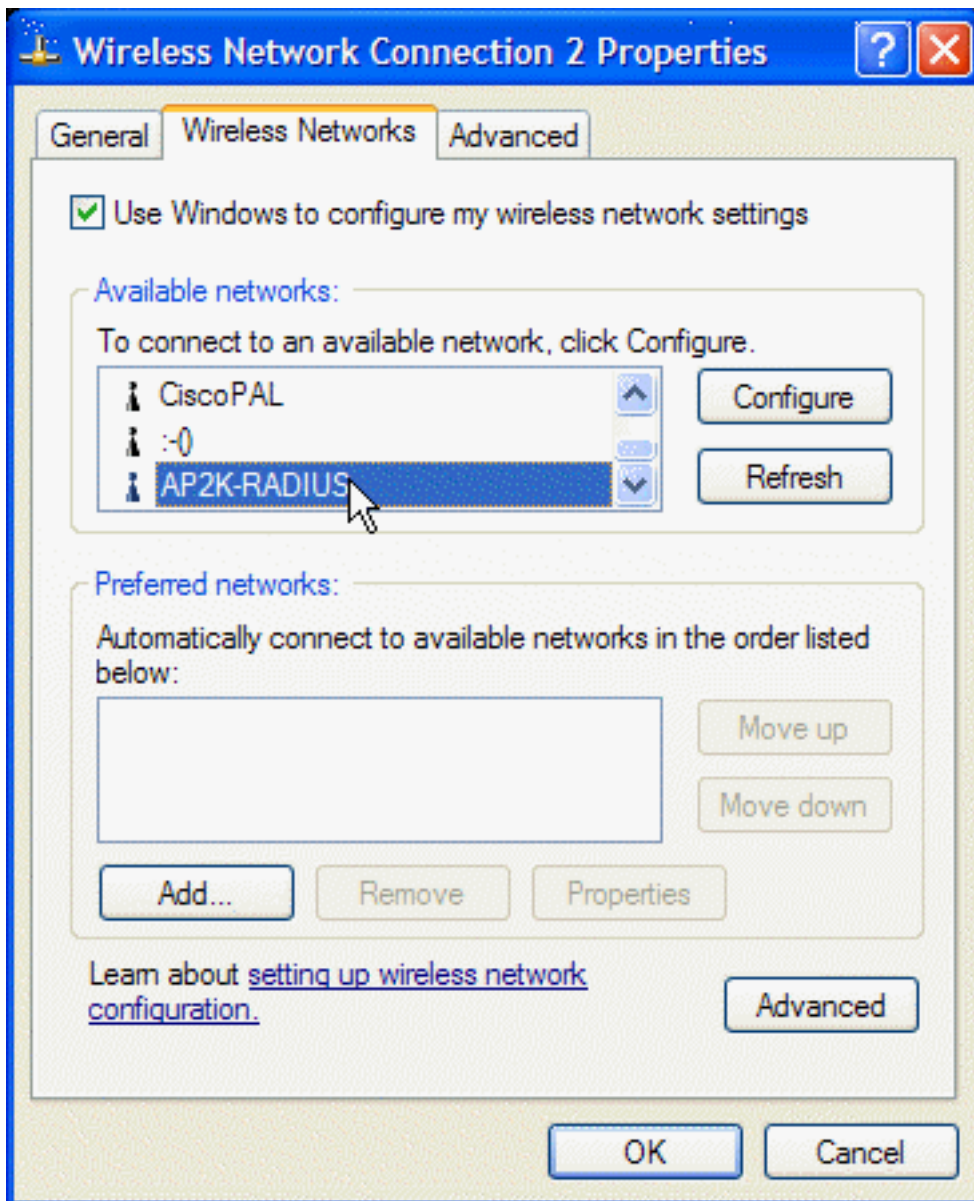 Wireless Network Connection 2 Properties
General
Wireless Networks
Advanced
Use Windows to configure my wireless network settings
Available networks:
To connect to an available network, click Configure.
CiscoPAL
:-()
AP2K-RADIUS
Configure
Refresh
Preferred networks:
Automatically connect to available networks in the order listed
below:
Move up
Move down
Add...
Remove
Properties
Learn about setting up wireless network
configuration.
Advanced
OK
Cancel